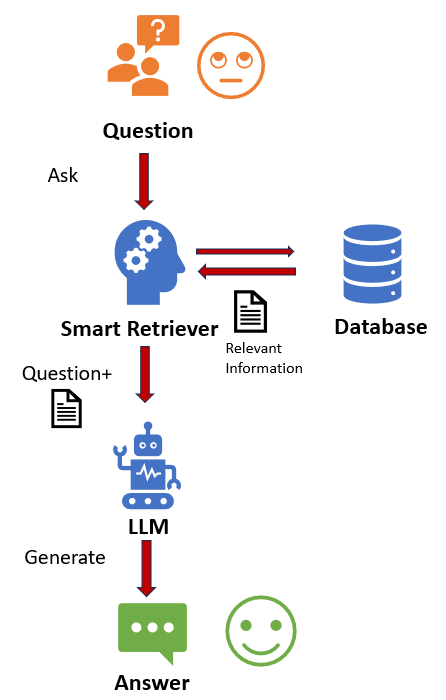 ?
Question
Ask
Smart Retriever
Database
Relevant
Information
Question+
LLM
Generate
Answer